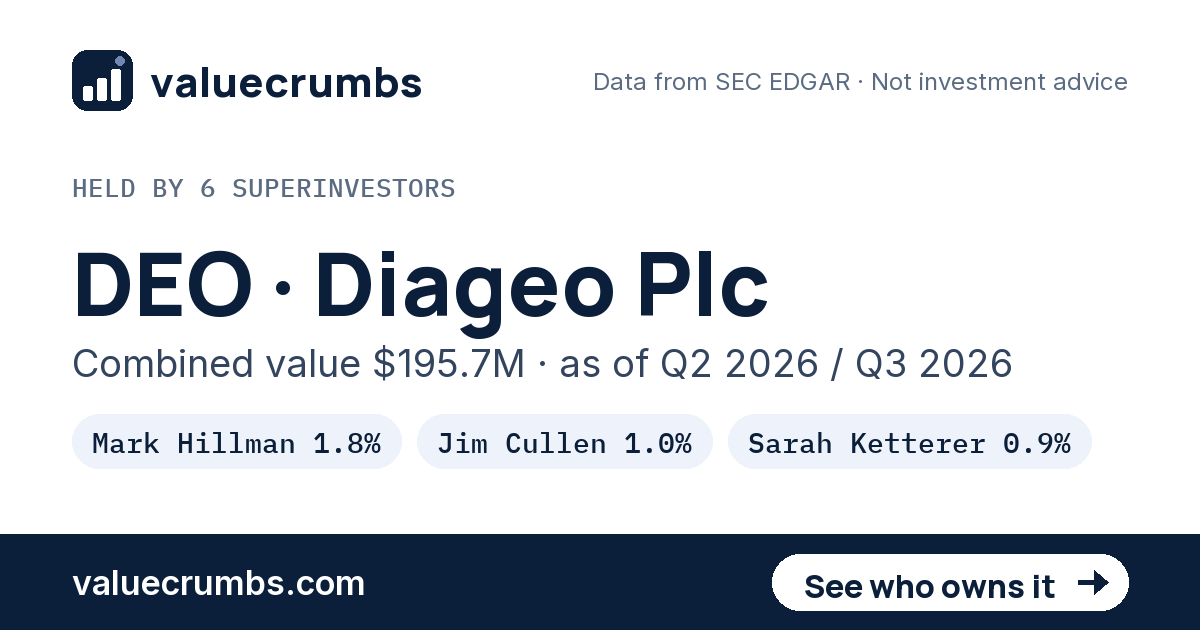 valuecrumbs
Data from SEC EDGAR · Not investment advice
HELD BY 6 SUPERINVESTORS
DEO · Diageo Plc
Combined value $195.7M · as of Q2 2026 / Q3 2026
Mark Hillman 1.8%
Jim Cullen 1.0%
Sarah Ketterer 0.9%
valuecrumbs.com
See who owns it →